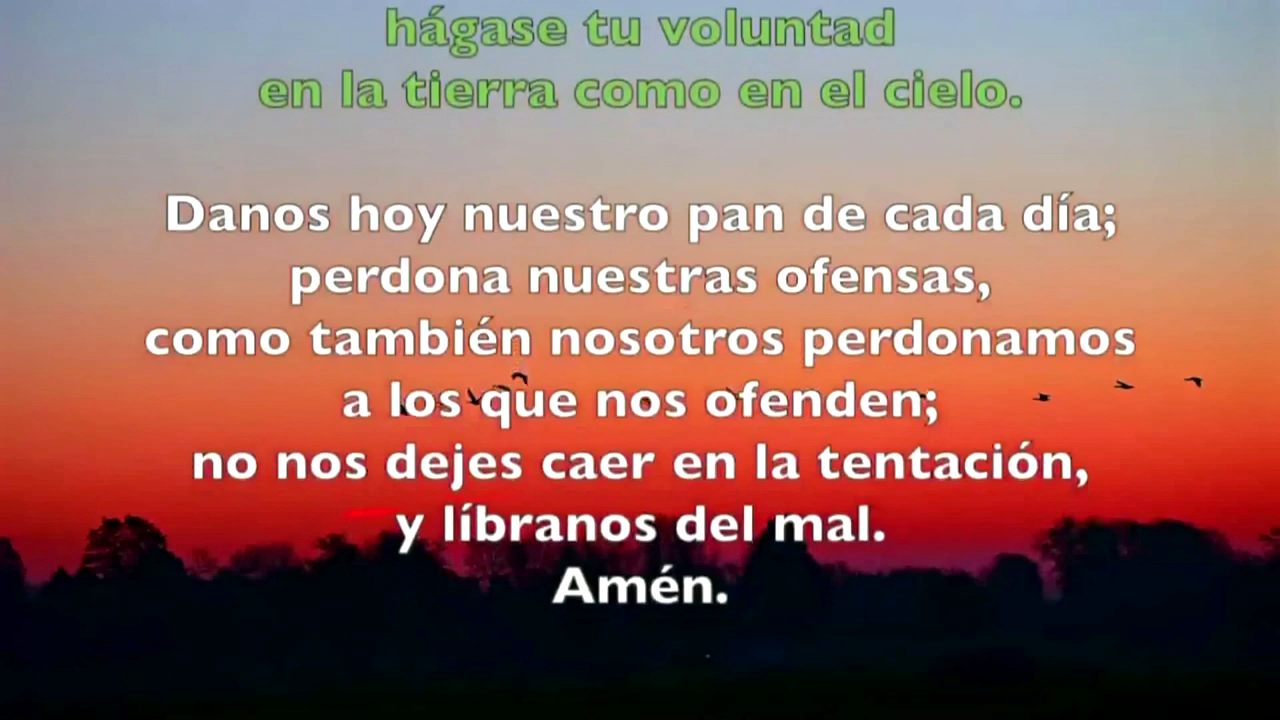 hágase tu voluntad
en la tierra como en el cielo.
Danos hoy nuestro pan de cada día;
perdona nuestras ofensas,
como también nosotros perdonamos
a los que nos ofenden;
no nos dejes caer en la tentación,
y líbranos del mal.
Amén.